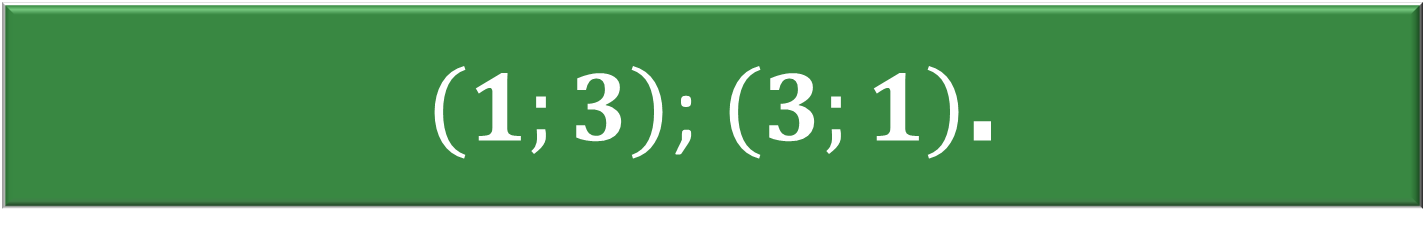 (1; 3); (3; 1).